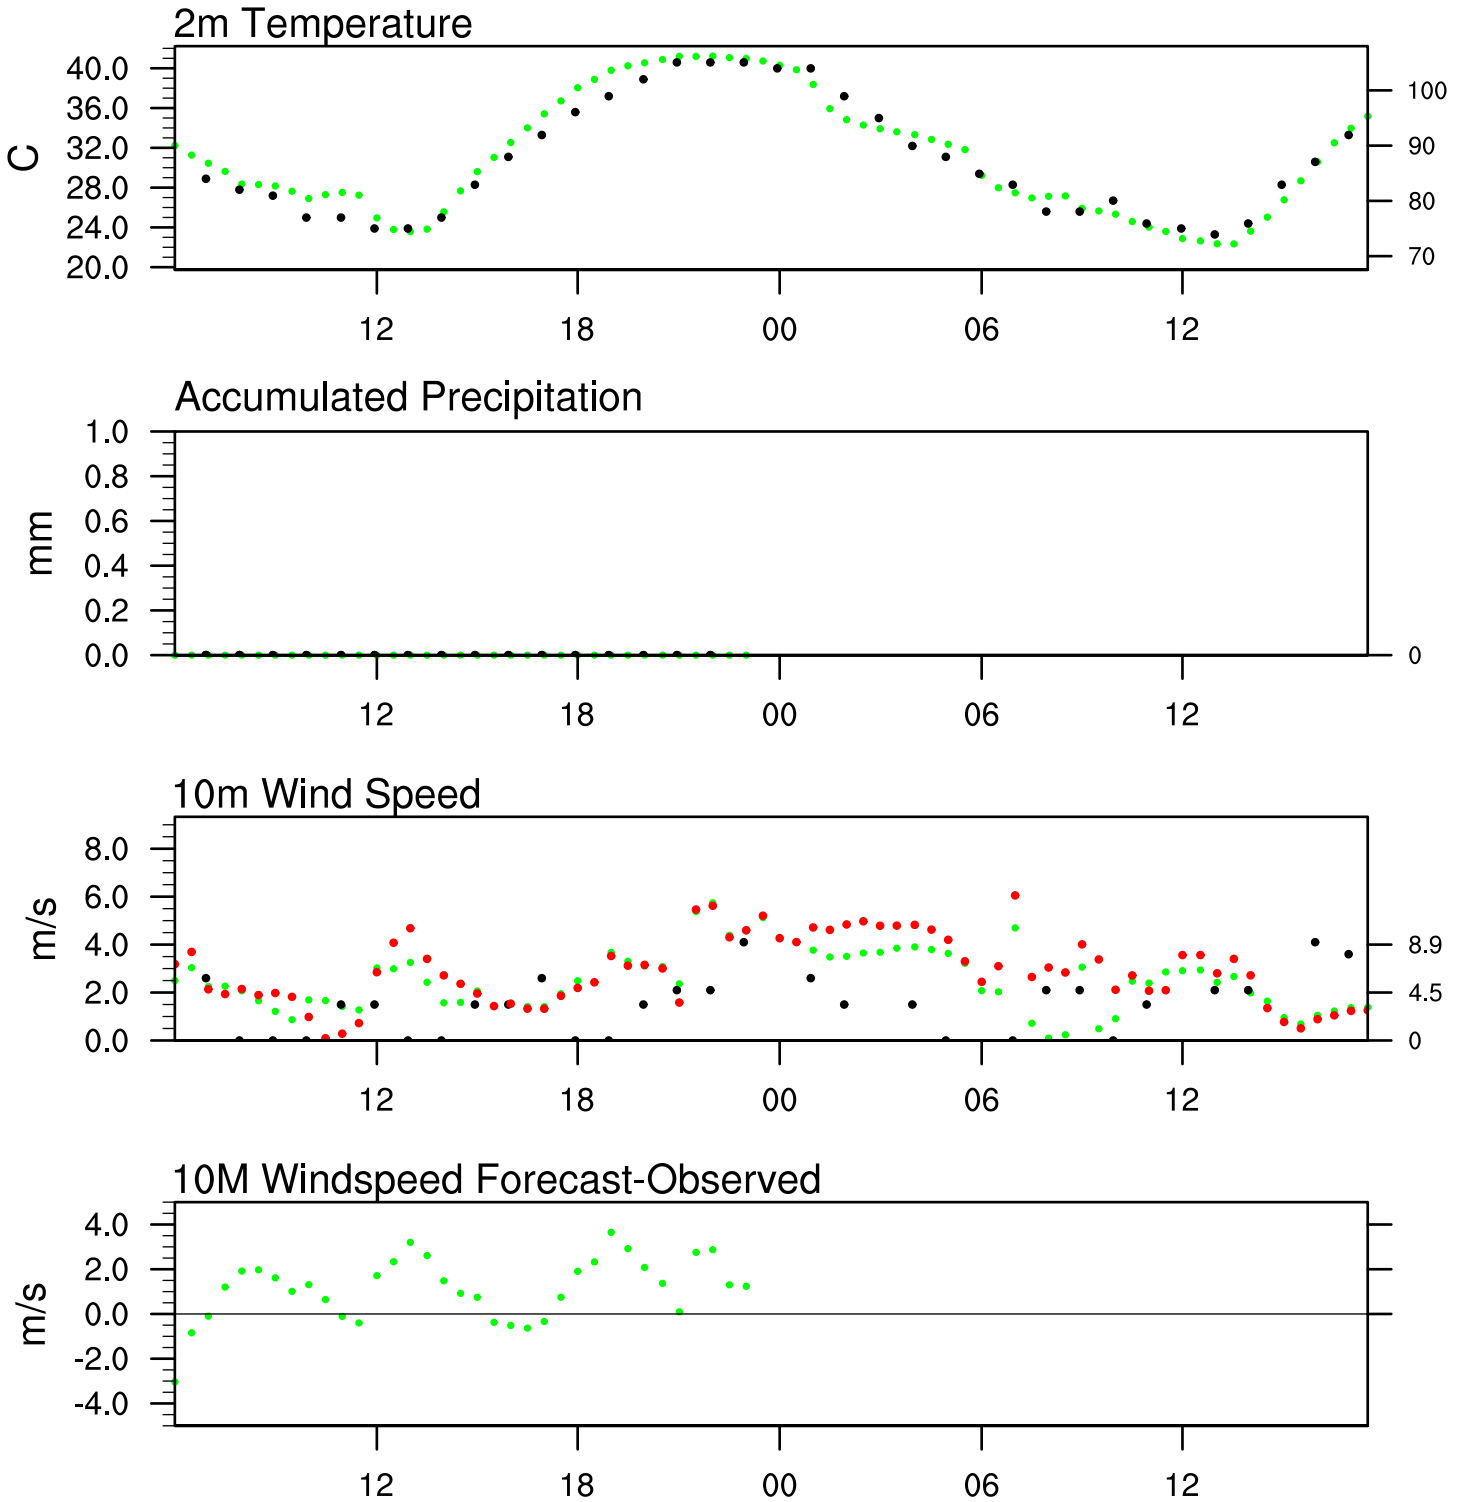 2m Temperature
40.0
36.0
32.0
28.0
24.0
20.0
C
100
90
80
70
12 18 00 06 12
Accumulated Precipitation
1.0
0.8
0.6
0.4
0.2
0.0
mm
0
12 18 00 06 12
10m Wind Speed
8.0
6.0
4.0
2.0
0.0
m/s
8.9
4.5
0
12 18 00 06 12
10M Windspeed Forecast-Observed
4.0
2.0
0.0
-2.0
-4.0
m/s
12 18 00 06 12